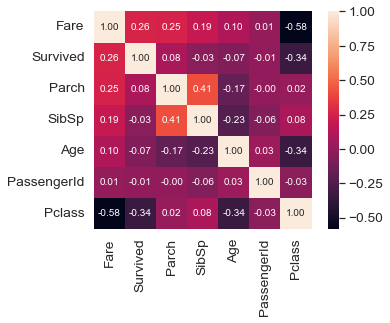 Fare 1.00 0.26 0.25 0.19 0.10 0.01 -0.58
Survived 0.26 1.00 0.08 -0.03 -0.07 -0.01 -0.34
Parch 0.25 0.08 1.00 0.41 -0.17 -0.00 0.02
SibSp 0.19 -0.03 0.41 1.00 -0.23 -0.06 0.08
Age 0.10 -0.07 -0.17 -0.23 1.00 0.03 -0.34
PassengerId 0.01 -0.01 -0.00 -0.06 0.03 1.00 -0.03
Pclass -0.58 -0.34 0.02 0.08 -0.34 -0.03 1.00
Fare
Survived
Parch
SibSp
Age
PassengerId
Pclass
1.00
0.75
0.50
0.25
0.00
-0.25
-0.50